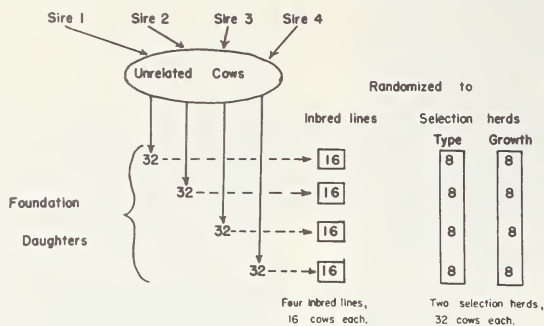 Sire 1 Sire 2 Sire 3 Sire 4
Unrelated Cows
Randomized to
Inbred lines Selection herds
Type Growth
32 16 8 8
32 16 8 8
Foundation
32 16 8 8
Daughters
32 16 8 8
Four inbred lines, Two selection herds,
16 cows each. 32 cows each.